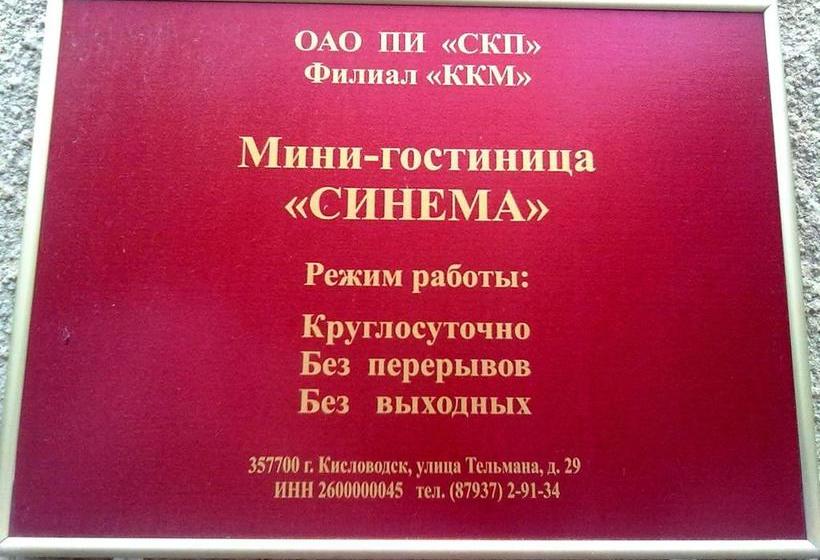 ОАО ПИ «СКП»
Филиал «ККМ»
Мини-гостиница
«СИНЕМА»
Режим работы:
Круглосуточно
Без перерывов
Без выходных
357700 г. Кисловодск, улица Тельмана, д. 29
ИНН 2600000045 тел. (87937) 2-91-34